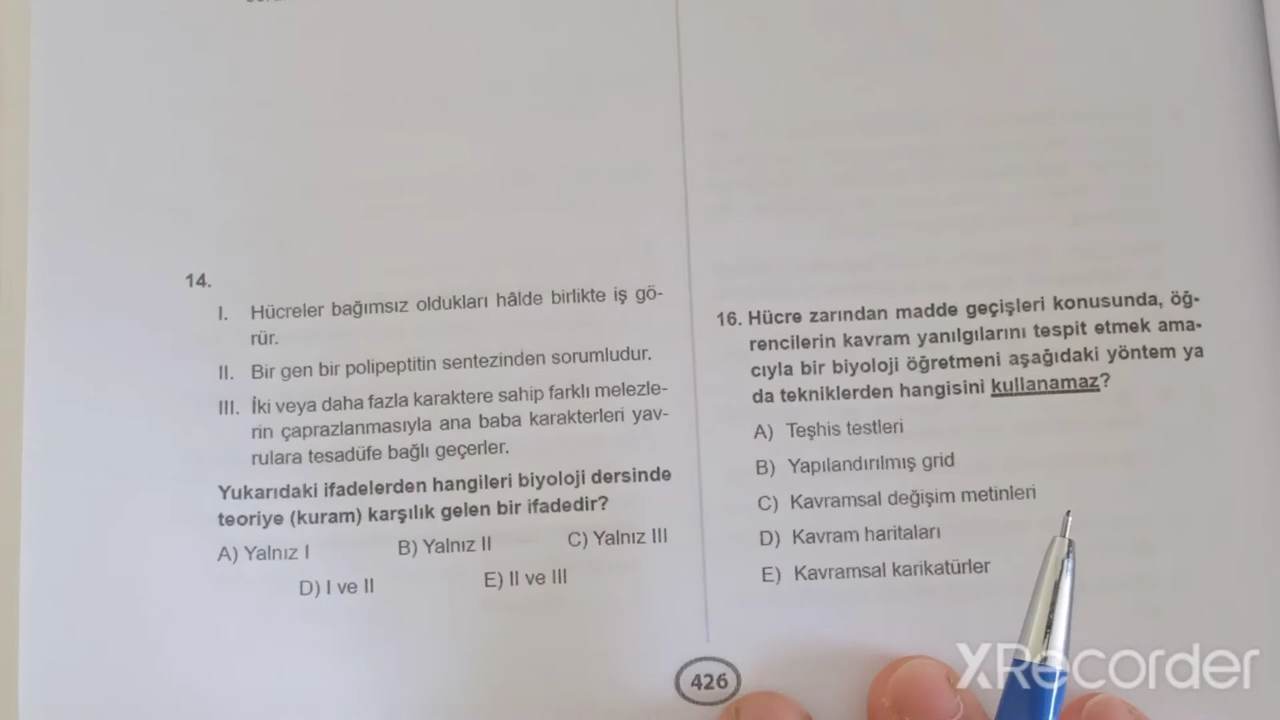 14.
I. Hücreler bağımsız oldukları hâlde birlikte iş gö-
rür.
II. Bir gen bir polipeptitin sentezinden sorumludur.
III. İki veya daha fazla karaktere sahip farklı melezle-
rin çaprazlanmasıyla ana baba karakterleri yav-
rulara tesadüfe bağlı geçerler.
Yukarıdaki ifadelerden hangileri biyoloji dersinde
teoriye (kuram) karşılık gelen bir ifadedir?
A) Yalnız I B) Yalnız II C) Yalnız III
D) I ve II E) II ve III
16. Hücre zarından madde geçişleri konusunda, öğ-
rencilerin kavram yanılgılarını tespit etmek ama-
cıyla bir biyoloji öğretmeni aşağıdaki yöntem ya
da tekniklerden hangisini kullanamaz?
A) Teşhis testleri
B) Yapılandırılmış grid
C) Kavramsal değişim metinleri
D) Kavram haritaları
E) Kavramsal karikatürler
426
XRecorder